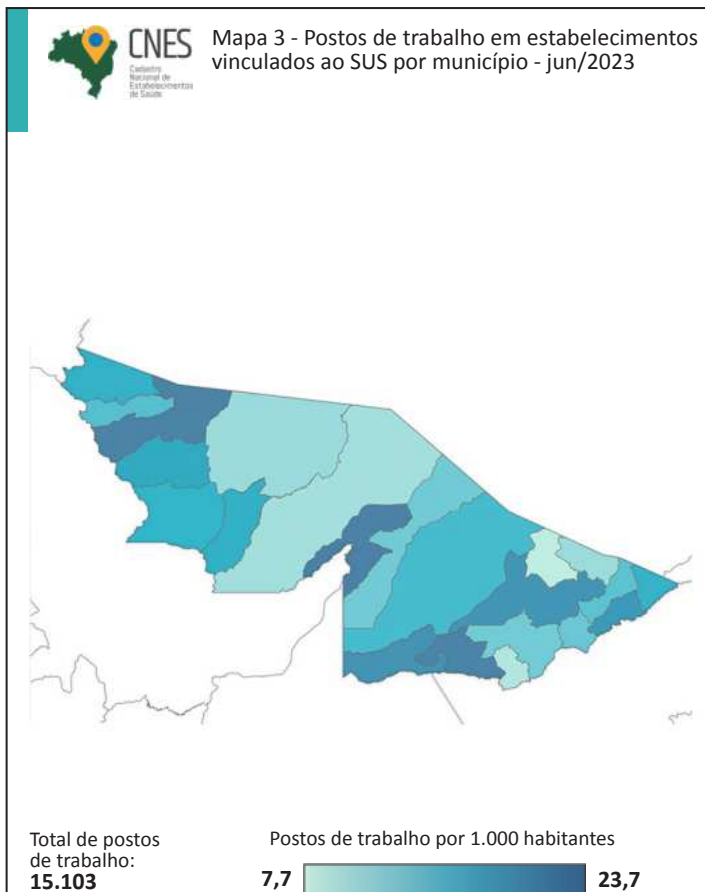 CNES
Cadastro
Nacional de
Estabelecimentos
de Saúde
Mapa 3 - Postos de trabalho em estabelecimentos
vinculados ao SUS por município - jun/2023
Total de postos
de trabalho:
15.103
Postos de trabalho por 1.000 habitantes
7,7
23,7